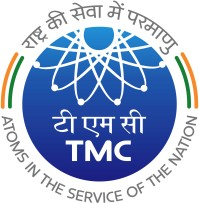 राष्ट्र की सेवा में परमाणु
टी एम सी
TMC
ATOMS IN THE SERVICE OF THE NATION